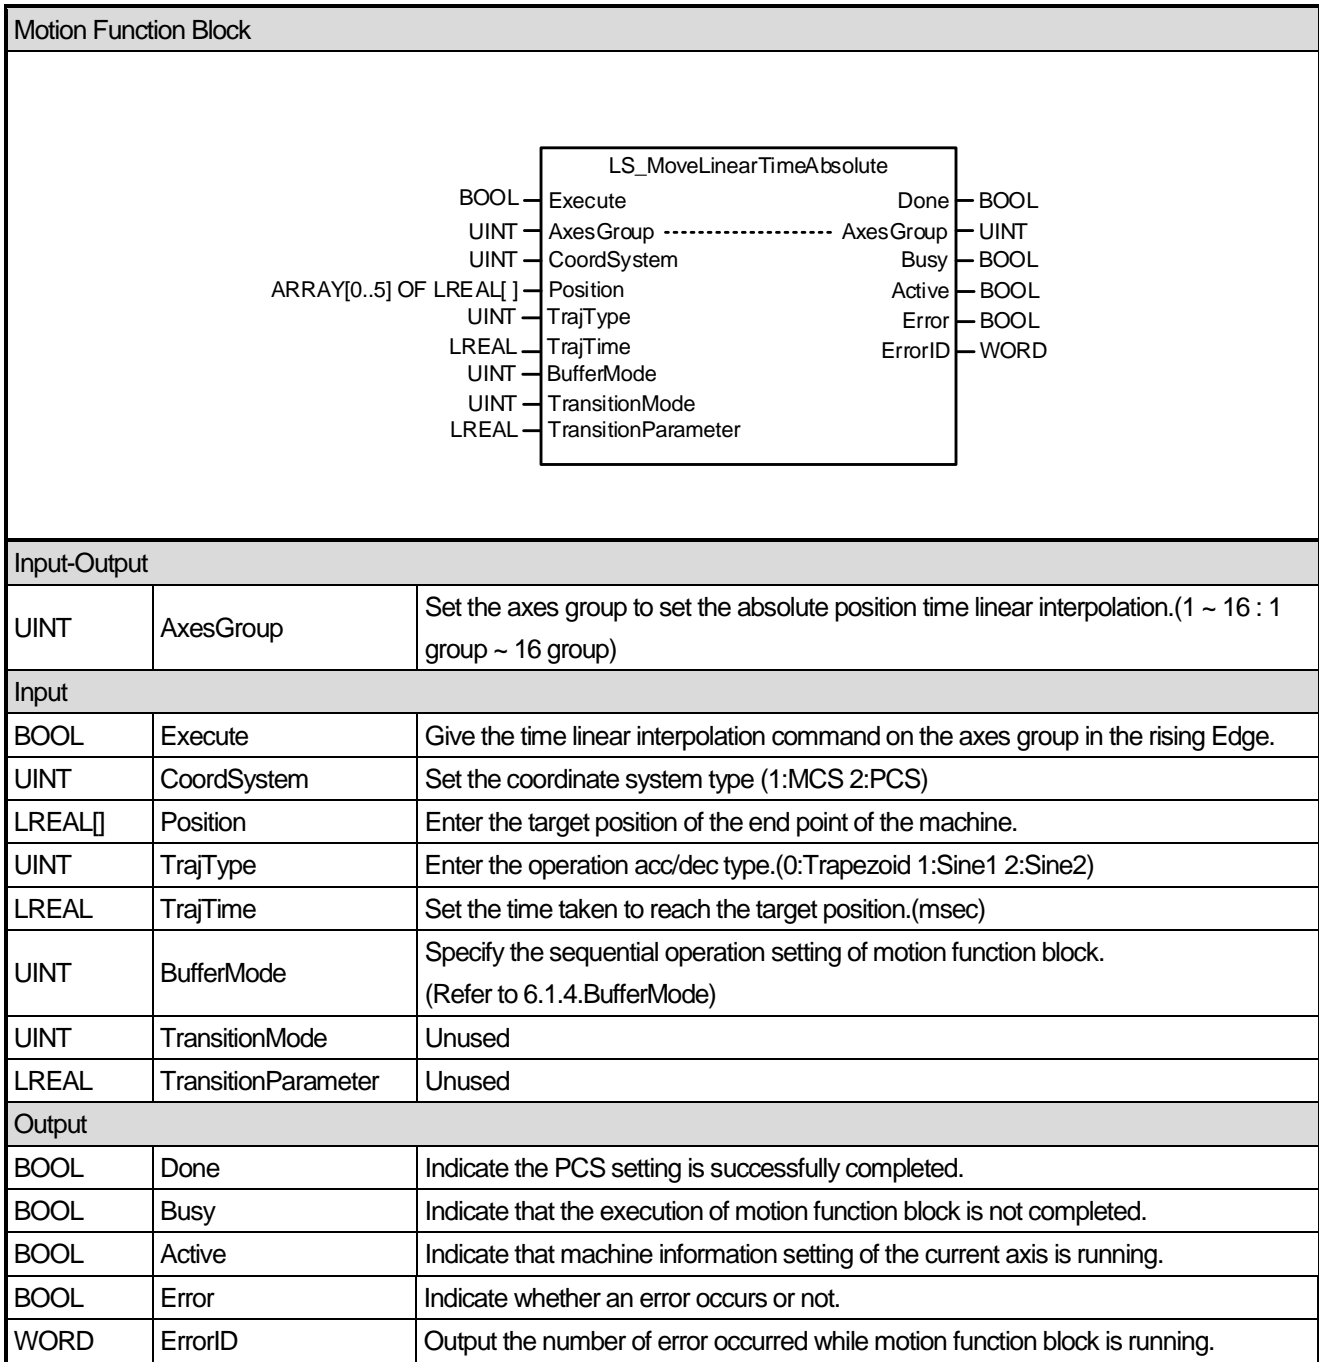 Motion Function Block
LS_MoveLinearTimeAbsolute
BOOL Execute Done BOOL
UINT AxesGroup AxesGroup UINT
UINT CoordSystem Busy BOOL
ARRAY[0..5] OF LREAL[ ] Position Active BOOL
UINT TrajType Error BOOL
LREAL TrajTime ErrorID WORD
UINT BufferMode
UINT TransitionMode
LREAL TransitionParameter
Input-Output
UINT AxesGroup Set the axes group to set the absolute position time linear interpolation.(1 ~ 16 : 1
group ~ 16 group)
Input
BOOL Execute Give the time linear interpolation command on the axes group in the rising Edge.
UINT CoordSystem Set the coordinate system type (1:MCS 2:PCS)
LREAL[] Position Enter the target position of the end point of the machine.
UINT TrajType Enter the operation acc/dec type.(0:Trapezoid 1:Sine1 2:Sine2)
LREAL TrajTime Set the time taken to reach the target position.(msec)
UINT BufferMode Specify the sequential operation setting of motion function block.
(Refer to 6.1.4.BufferMode)
UINT TransitionMode Unused
LREAL TransitionParameter Unused
Output
BOOL Done Indicate the PCS setting is successfully completed.
BOOL Busy Indicate that the execution of motion function block is not completed.
BOOL Active Indicate that machine information setting of the current axis is running.
BOOL Error Indicate whether an error occurs or not.
WORD ErrorID Output the number of error occurred while motion function block is running.